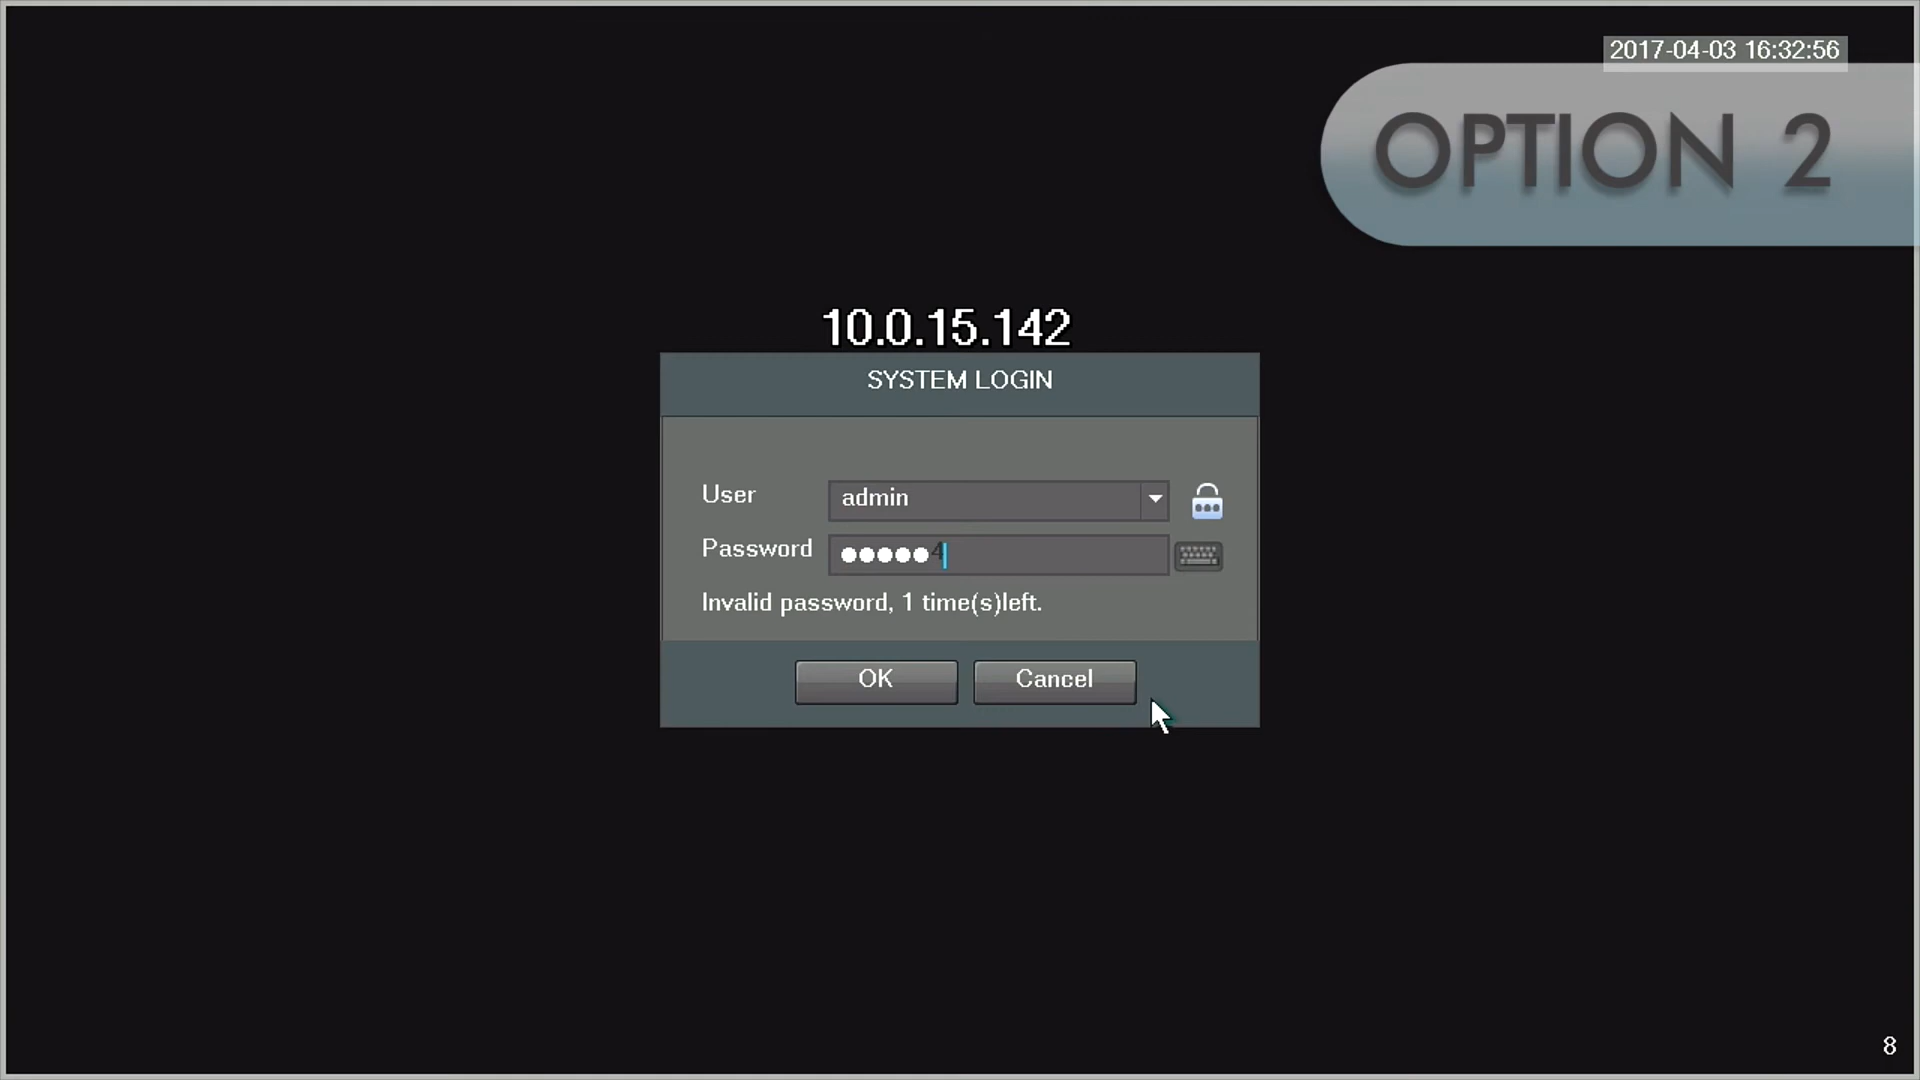 2017-04-03 16:32:56
OPTION 2
10.0.15.142
SYSTEM LOGIN
User
admin
Password
●●●●●4
Invalid password, 1 time(s)left.
OK
Cancel
8